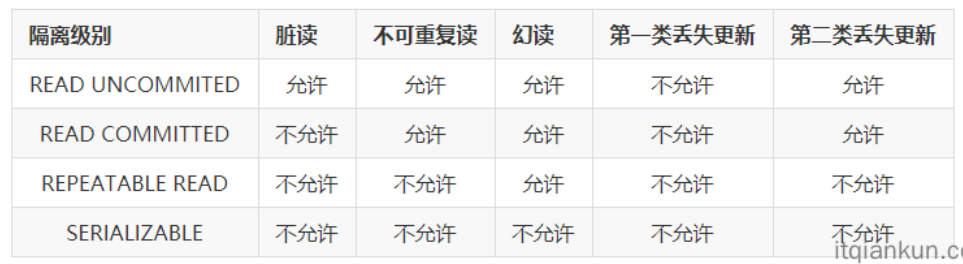 隔离级别 脏读 不可重复读 幻读 第一类丢失更新 第二类丢失更新
READ UNCOMMITED 允许 允许 允许 不允许 允许
READ COMMITTED 不允许 允许 允许 不允许 允许
REPEATABLE READ 不允许 不允许 允许 不允许 不允许
SERIALIZABLE 不允许 不允许 不允许 不允许 不允许
itqiankun.co